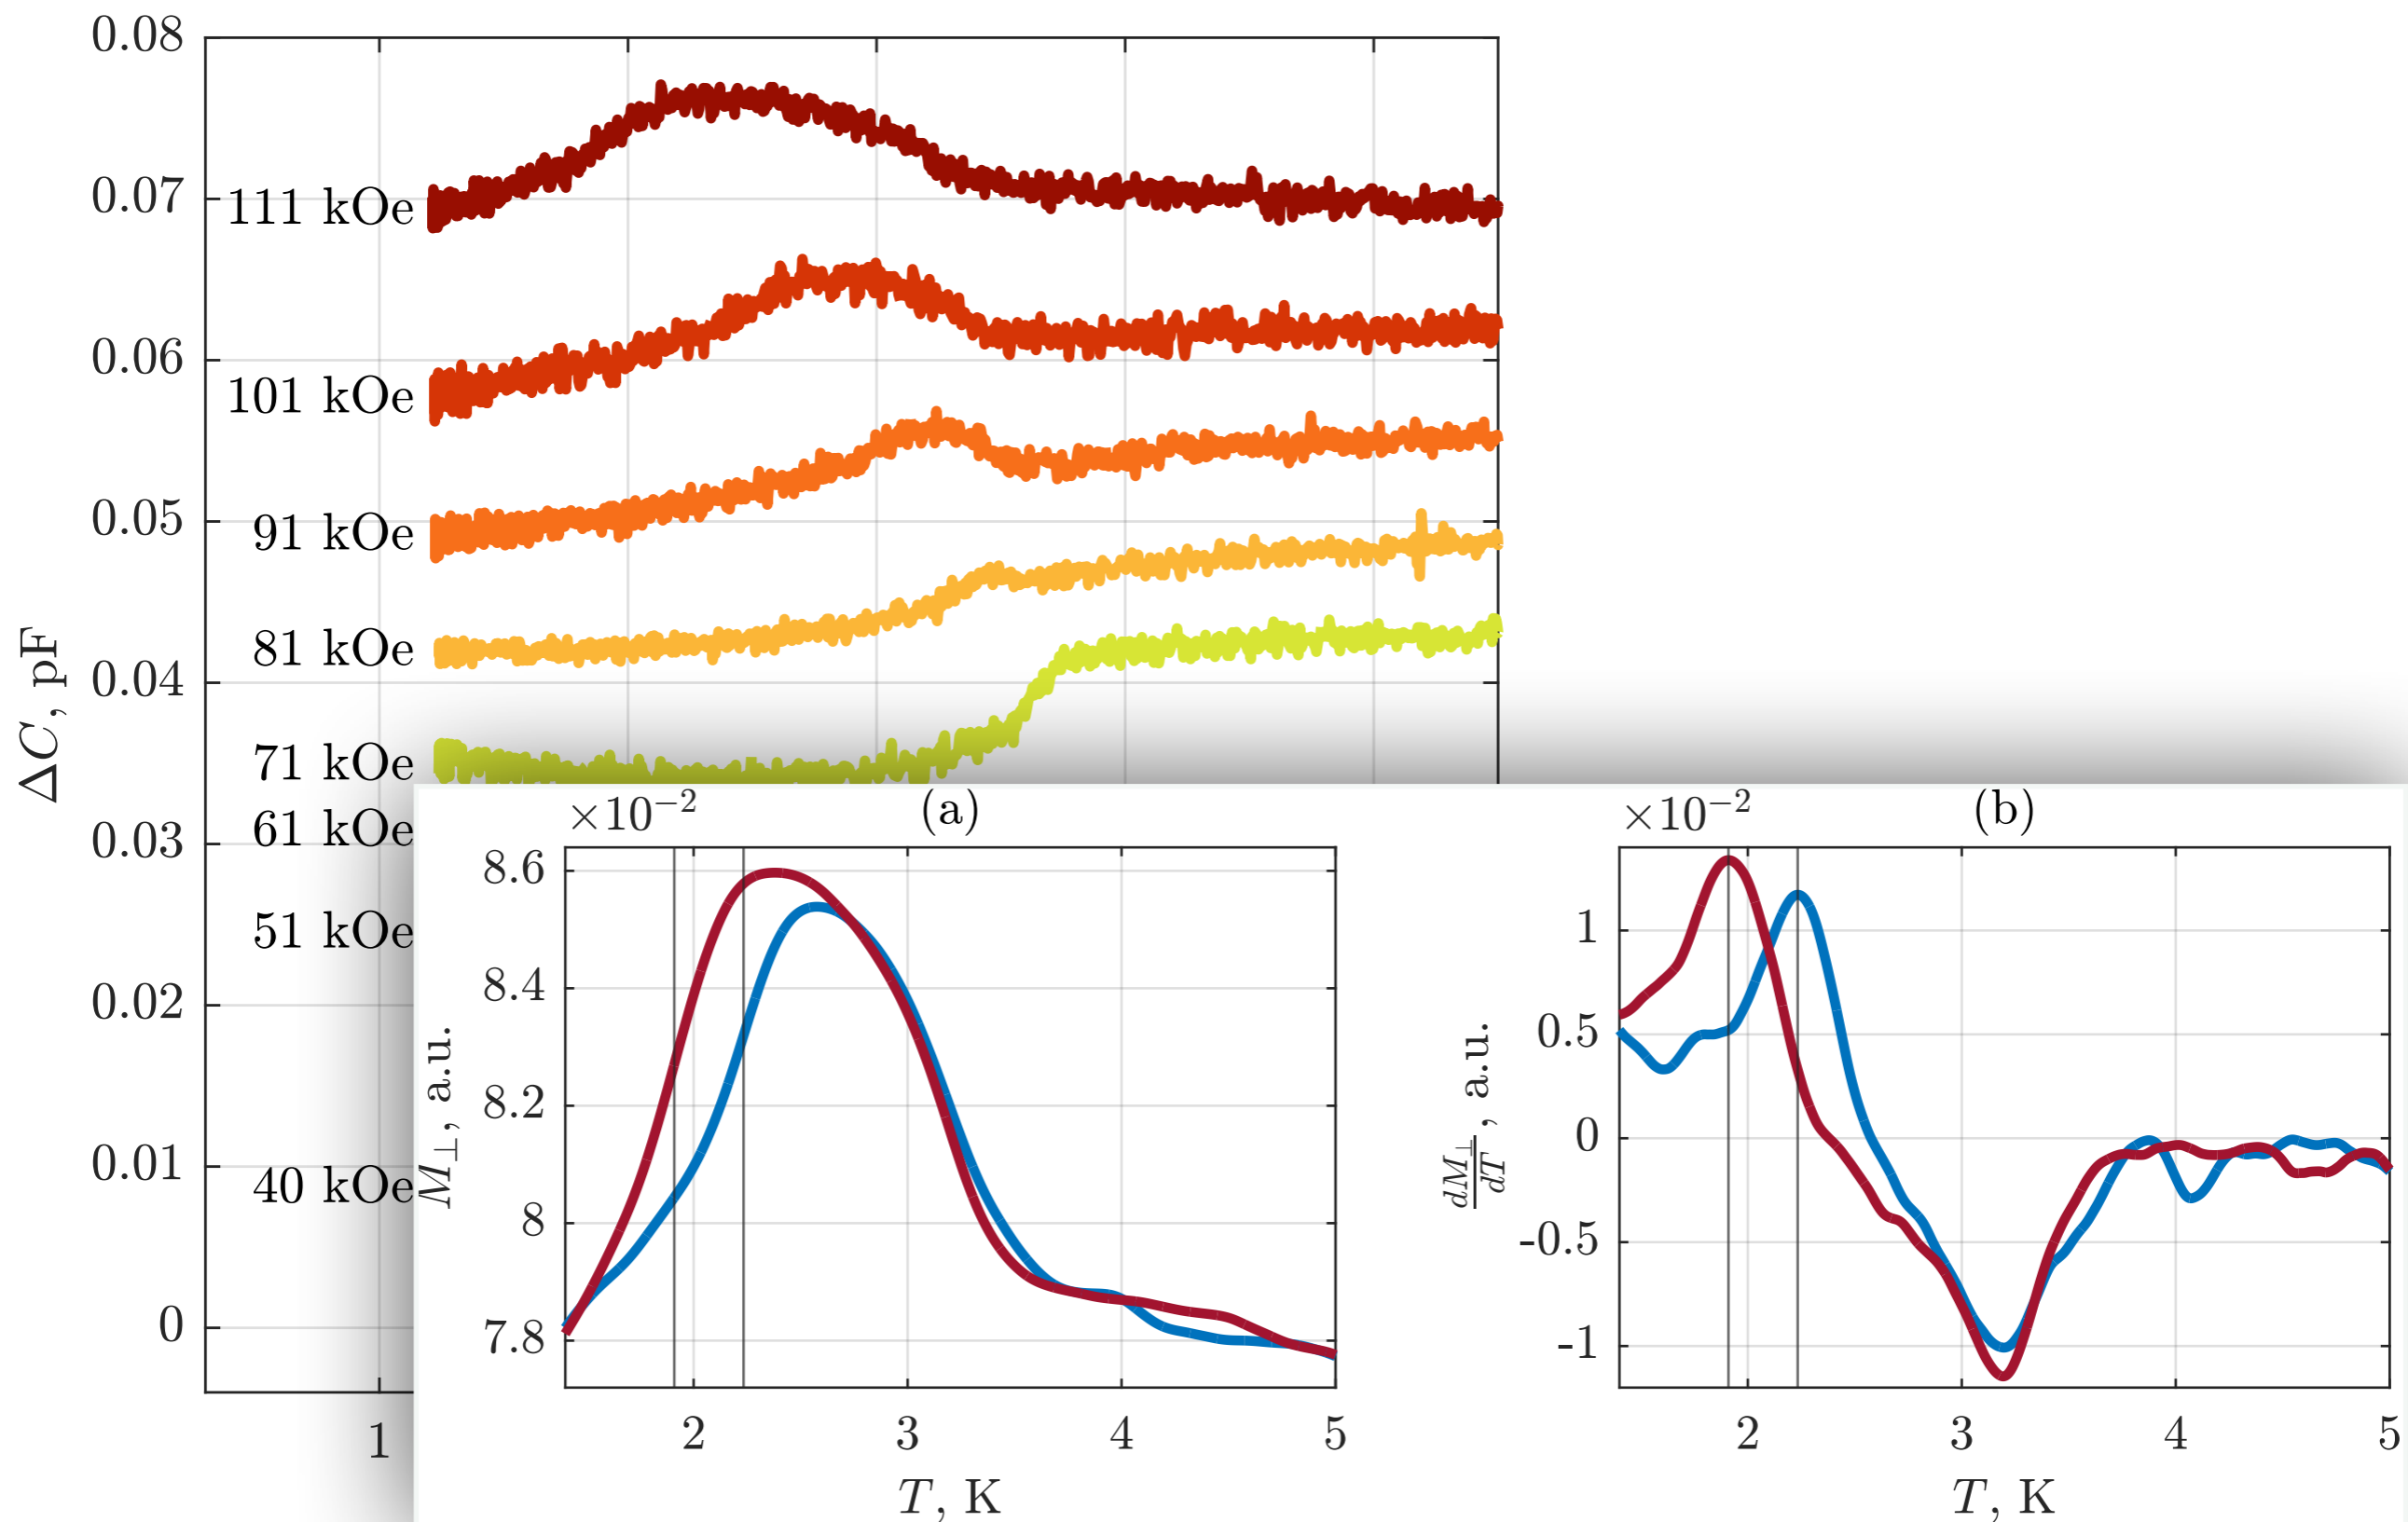 0.08
0.07
0.06
0.05
0.04
0.03
0.02
0.01
0
ΔC, pF
111 kOe
101 kOe
91 kOe
81 kOe
71 kOe
61 kOe
51 kOe
40 kOe
1
×10⁻²
(a)
8.6
8.4
8.2
8
7.8
M⊥, a.u.
2 3 4 5
T, K
×10⁻²
(b)
1
0.5
0
-0.5
-1
dM⊥/dT, a.u.
2 3 4 5
T, K